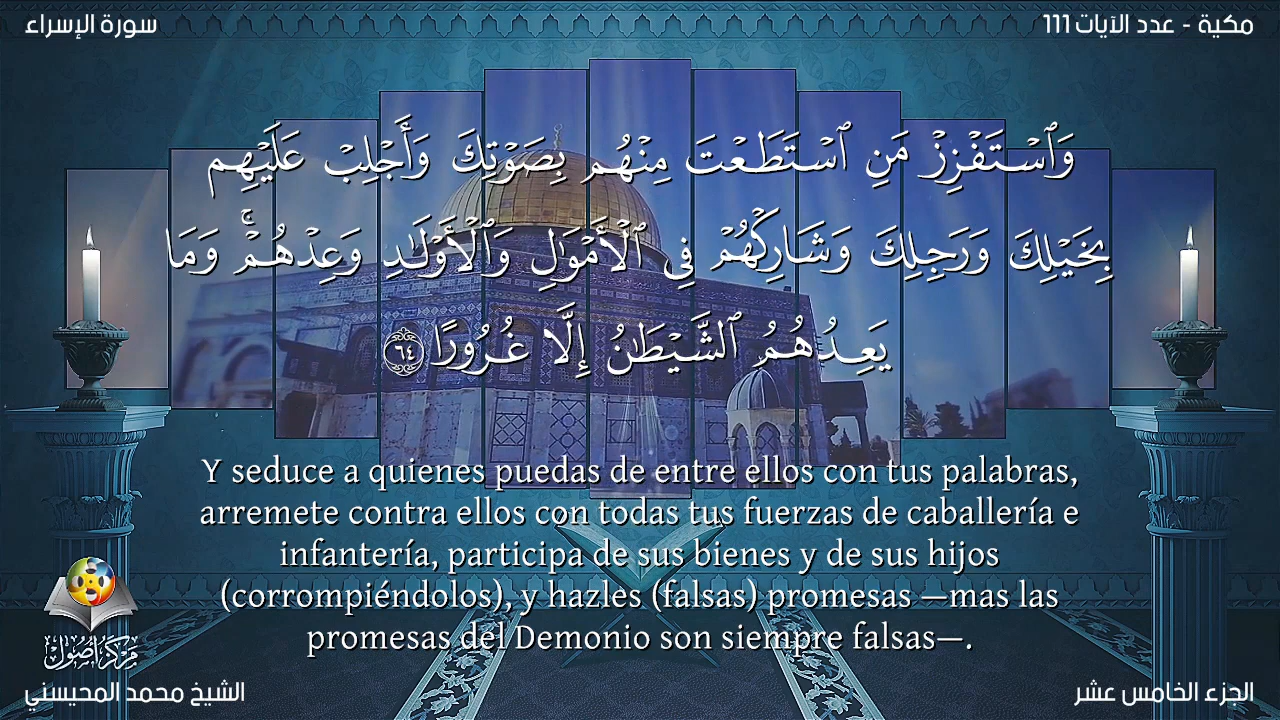 سورة الإسراء
مكية - عدد الآيات 111
وَٱسْتَفْزِزْ مَنِ ٱسْتَطَعْتَ مِنْهُم بِصَوْتِكَ وَأَجْلِبْ عَلَيْهِم
بِخَيْلِكَ وَرَجِلِكَ وَشَارِكْهُمْ فِى ٱلْأَمْوَٰلِ وَٱلْأَوْلَـٰدِ وَعِدْهُمْ ۚ وَمَا
يَعِدُهُمُ ٱلشَّيْطَـٰنُ إِلَّا غُرُورًا ٦٤
Y seduce a quienes puedas de entre ellos con tus palabras,
arremete contra ellos con todas tus fuerzas de caballería e
infantería, participa de sus bienes y de sus hijos
(corrompiéndolos), y hazles (falsas) promesas —mas las
promesas del Demonio son siempre falsas—.
مركز أصول
الشيخ محمد المحيسني
الجزء الخامس عشر